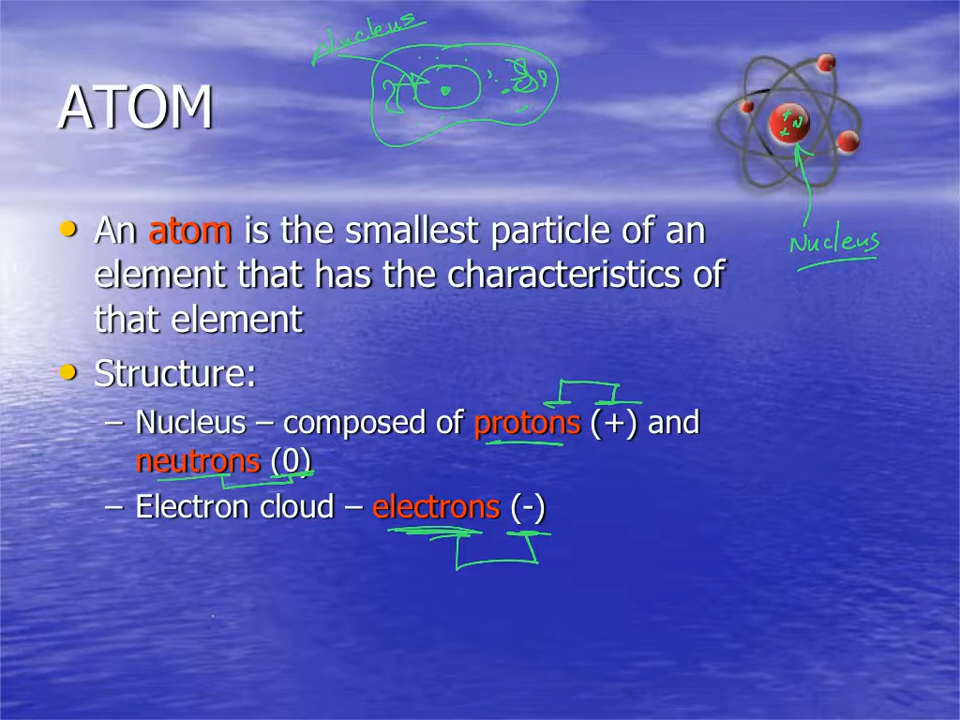 Nucleus
ATOM
+ N
+
Nucleus
• An atom is the smallest particle of an
element that has the characteristics of
that element
• Structure:
– Nucleus – composed of protons (+) and
neutrons (0)
– Electron cloud – electrons (-)